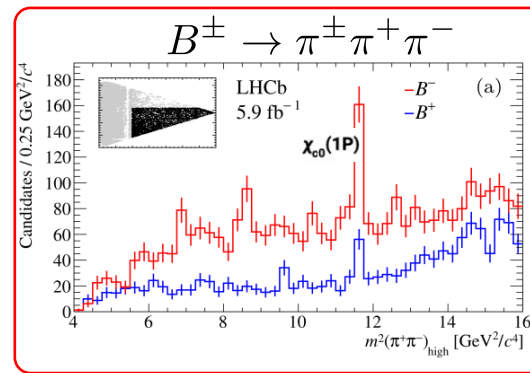 B± → π±π+π−
Candidates / 0.25 GeV²/c⁴
180
160
140
120
100
80
60
40
20
0
LHCb
5.9 fb⁻¹
B⁻
B⁺
(a)
χc0(1P)
4 6 8 10 12 14 16
m²(π⁺π⁻)high [GeV²/c⁴]